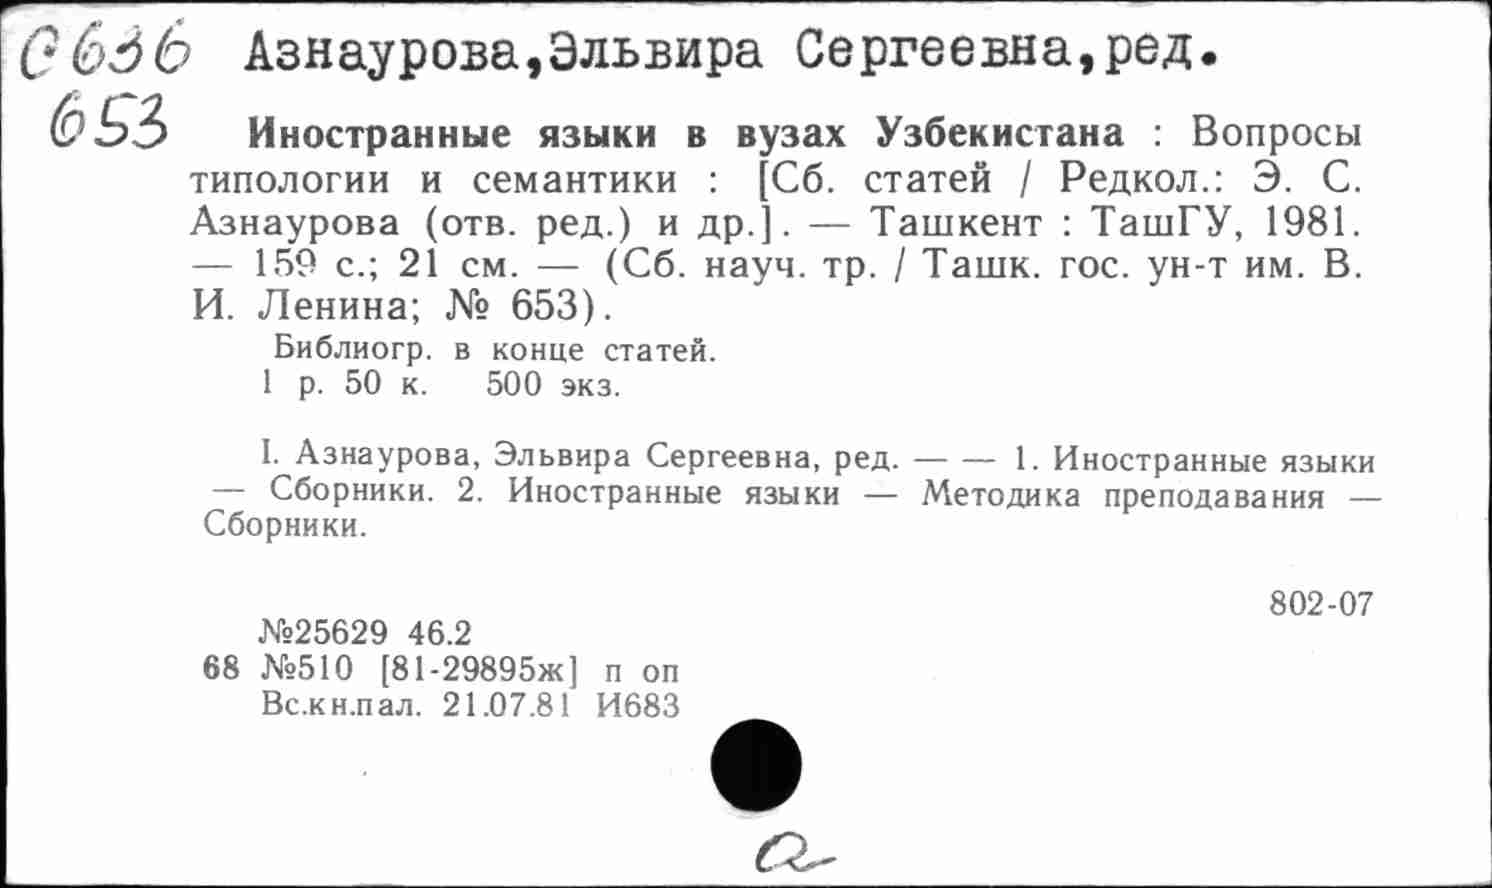 С636 Азнаурова,Эльвира Сергеевна,ред.
653 Иностранные языки в вузах Узбекистана : Вопросы
типологии и семантики : [Сб. статей / Редкол.: Э. С.
Азнаурова (отв. ред.) и др.]. — Ташкент : ТашГУ, 1981.
— 159 с.; 21 см. — (Сб. науч. тр. / Ташк. гос. ун-т им. В.
И. Ленина; № 653).
Библиогр. в конце статей.
1 р. 50 к. 500 экз.
I. Азнаурова, Эльвира Сергеевна, ред. — — 1. Иностранные языки
— Сборники. 2. Иностранные языки — Методика преподавания —
Сборники.
802-07
№25629 46.2
68 №510 [81-29895ж] п оп
Вс.кн.пал. 21.07.81 И683
а